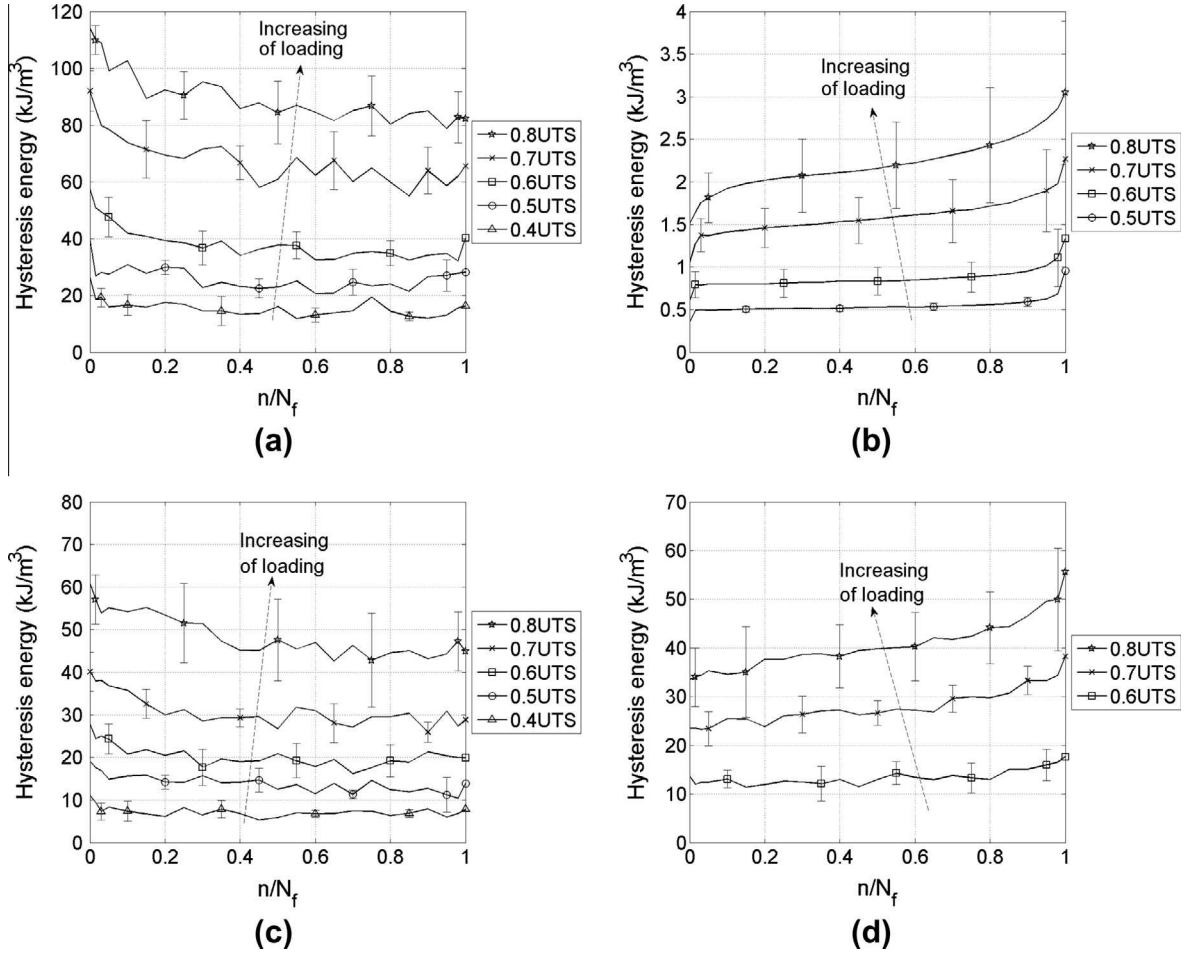 120
100
80
60
40
20
0
Hysteresis energy (kJ/m³)
Increasing
of loading
0.8UTS
0.7UTS
0.6UTS
0.5UTS
0.4UTS
0 0.2 0.4 0.6 0.8 1
n/N_f
(a)
4
3.5
3
2.5
2
1.5
1
0.5
0
Hysteresis energy (kJ/m³)
Increasing
of loading
0.8UTS
0.7UTS
0.6UTS
0.5UTS
0 0.2 0.4 0.6 0.8 1
n/N_f
(b)
80
70
60
50
40
30
20
10
0
Hysteresis energy (kJ/m³)
Increasing
of loading
0.8UTS
0.7UTS
0.6UTS
0.5UTS
0.4UTS
0 0.2 0.4 0.6 0.8 1
n/N_f
(c)
70
60
50
40
30
20
10
0
Hysteresis energy (kJ/m³)
Increasing
of loading
0.8UTS
0.7UTS
0.6UTS
0 0.2 0.4 0.6 0.8 1
n/N_f
(d)